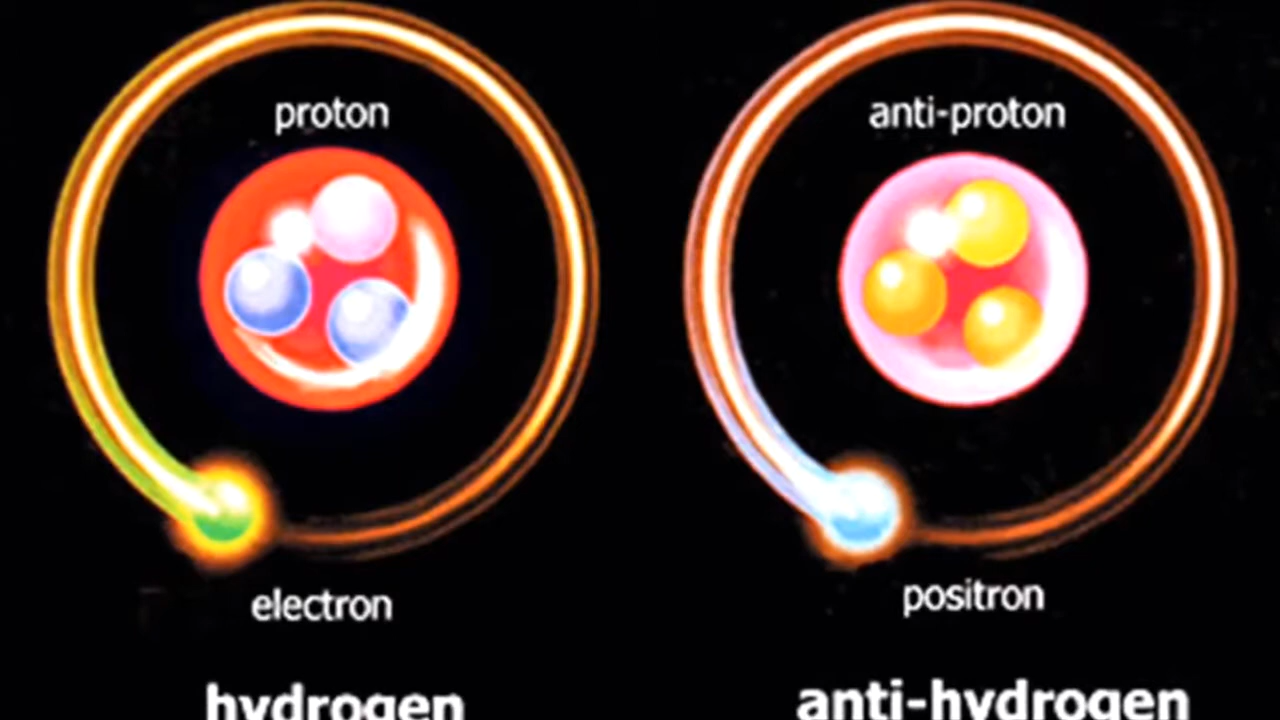 proton
anti-proton
electron
positron
hydrogen
anti-hydrogen